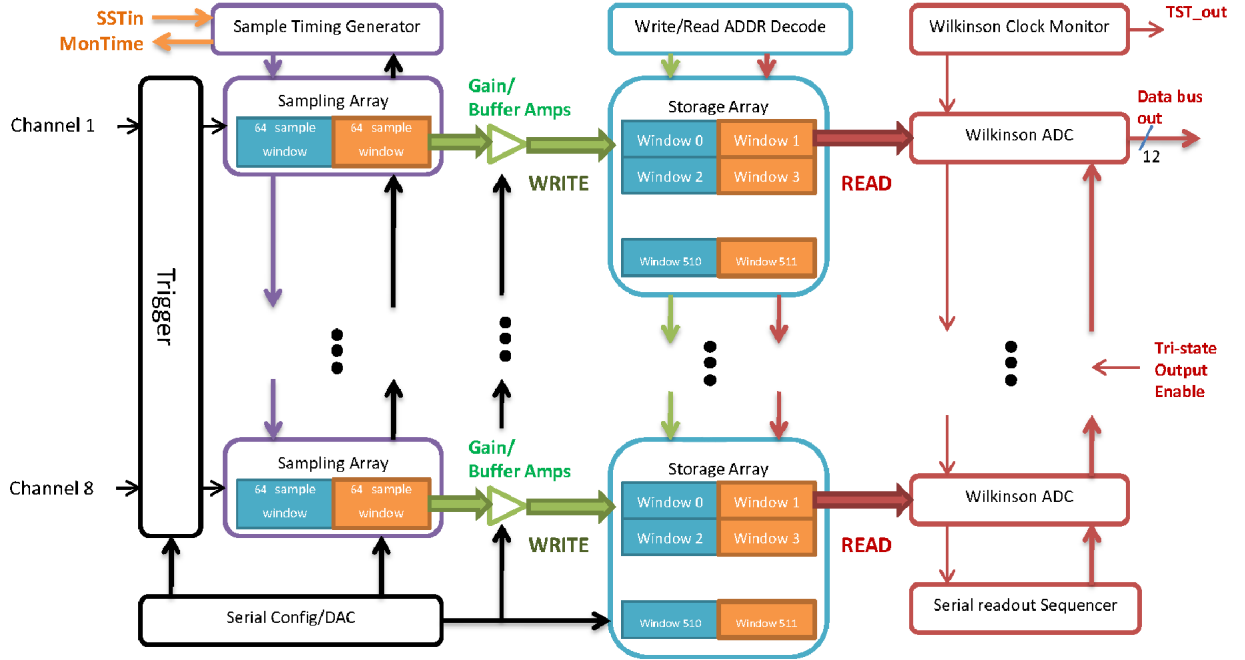 SSTin
MonTime
Sample Timing Generator
Write/Read ADDR Decode
Wilkinson Clock Monitor
TST_out
Channel 1
Sampling Array
64 sample
window
64 sample
window
Gain/
Buffer Amps
WRITE
Storage Array
Window 0
Window 1
Window 2
Window 3
Window 510
Window 511
READ
Wilkinson ADC
Data bus
out
12
Trigger
Tri-state
Output
Enable
Channel 8
Sampling Array
64 sample
window
64 sample
window
Gain/
Buffer Amps
WRITE
Storage Array
Window 0
Window 1
Window 2
Window 3
Window 510
Window 511
READ
Wilkinson ADC
Serial Config/DAC
Serial readout Sequencer